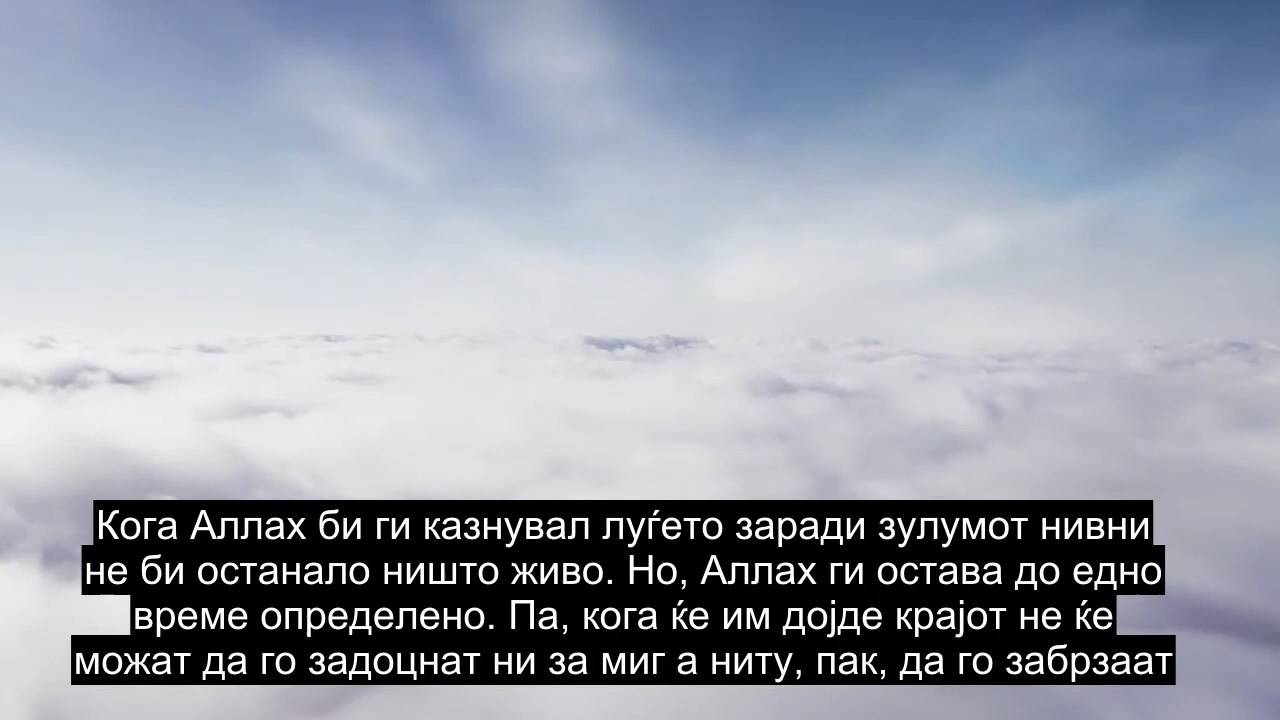 Кога Аллах би ги казнувал луѓето заради зулумот нивни
не би останало ништо живо. Но, Аллах ги остава до едно
време определено. Па, кога ќе им дојде крајот не ќе
можат да го задоцнат ни за миг а ниту, пак, да го забрзаат